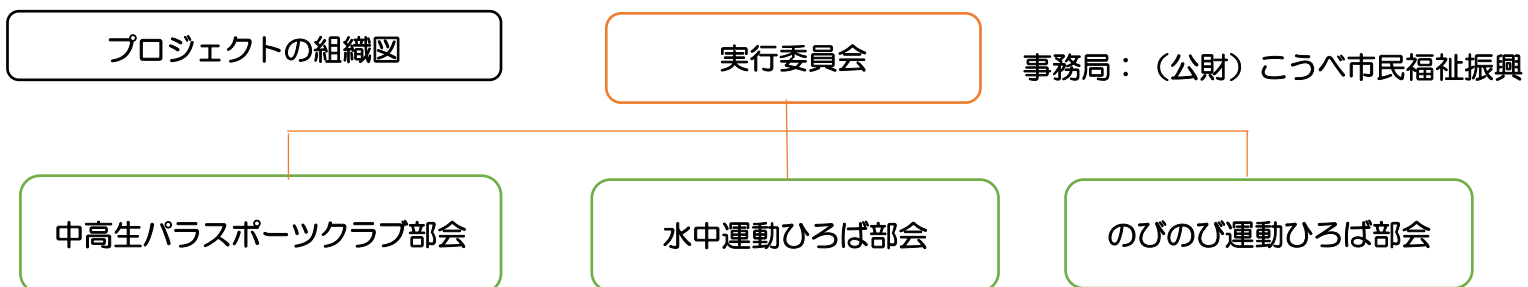 プロジェクトの組織図
実行委員会
事務局：（公財）こうべ市民福祉振興
中高生パラスポーツクラブ部会
水中運動ひろば部会
のびのび運動ひろば部会